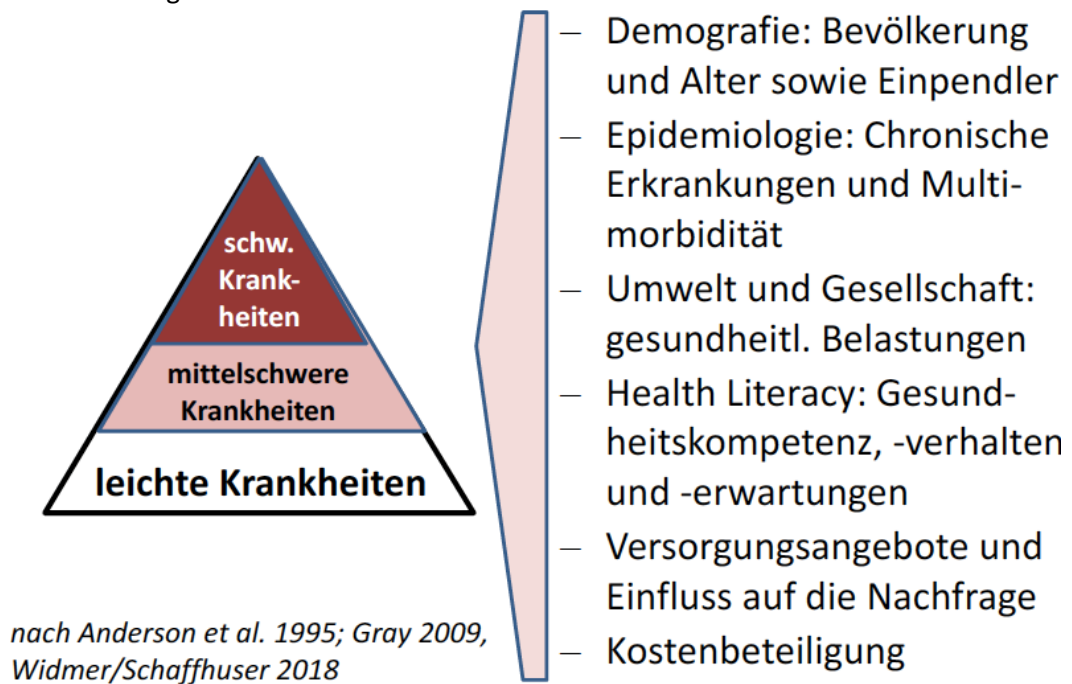 schw.
Krank-
heiten
mittelschwere
Krankheiten
leichte Krankheiten
nach Anderson et al. 1995; Gray 2009,
Widmer/Schaffhuser 2018
– Demografie: Bevölkerung
und Alter sowie Einpendler
– Epidemiologie: Chronische
Erkrankungen und Multi-
morbidität
– Umwelt und Gesellschaft:
gesundheitl. Belastungen
– Health Literacy: Gesund-
heitskompetenz, -verhalten
und -erwartungen
– Versorgungsangebote und
Einfluss auf die Nachfrage
– Kostenbeteiligung